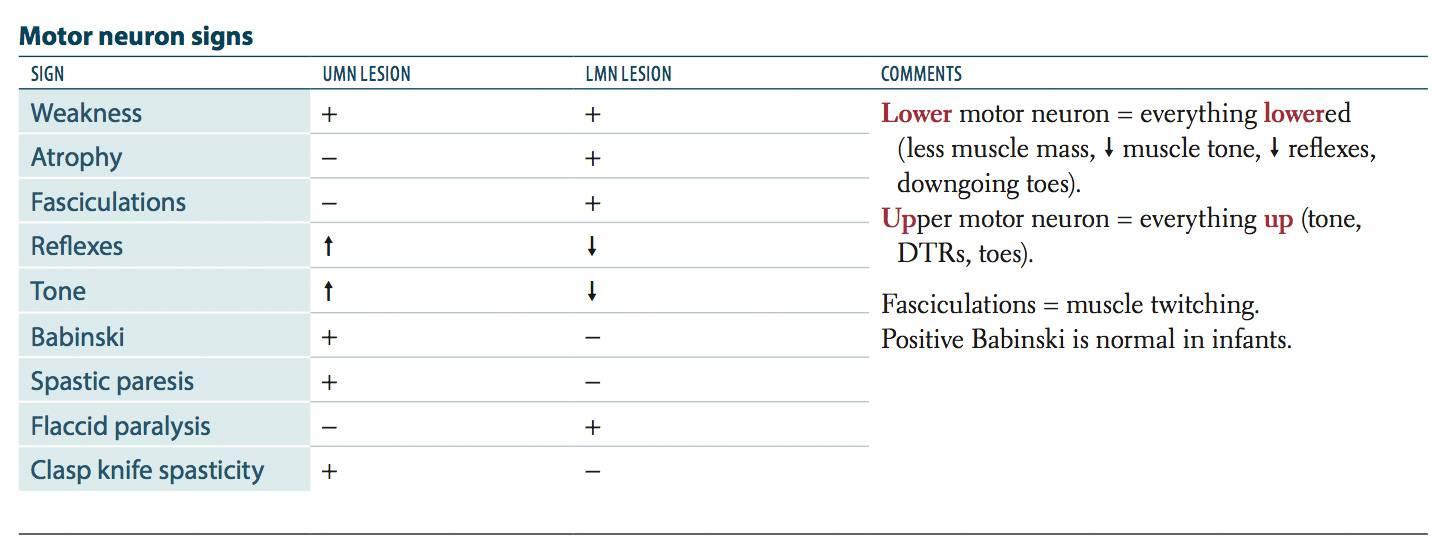 Motor neuron signs
SIGN UMN LESION LMN LESION COMMENTS
Weakness + +
Atrophy – +
Fasciculations – +
Reflexes ↑ ↓
Tone ↑ ↓
Babinski + –
Spastic paresis + –
Flaccid paralysis – +
Clasp knife spasticity + –
Lower motor neuron = everything lowered
(less muscle mass, ↓ muscle tone, ↓ reflexes,
downgoing toes).
Upper motor neuron = everything up (tone,
DTRs, toes).
Fasciculations = muscle twitching.
Positive Babinski is normal in infants.